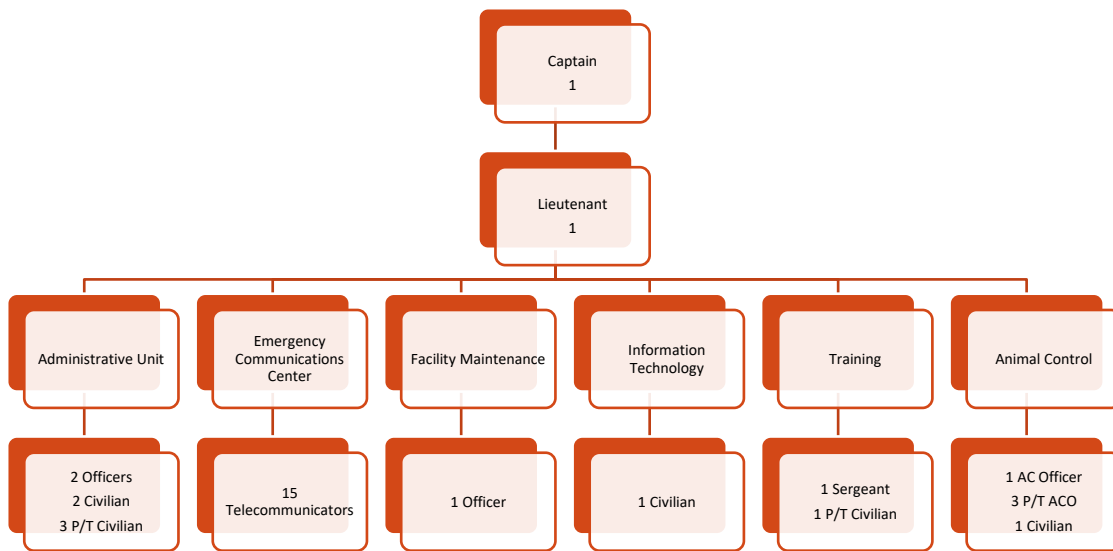 Captain
1
Lieutenant
1
Administrative Unit
Emergency
Communications
Center
Facility Maintenance
Information
Technology
Training
Animal Control
2 Officers
2 Civilian
3 P/T Civilian
15
Telecommunicators
1 Officer
1 Civilian
1 Sergeant
1 P/T Civilian
1 AC Officer
3 P/T ACO
1 Civilian